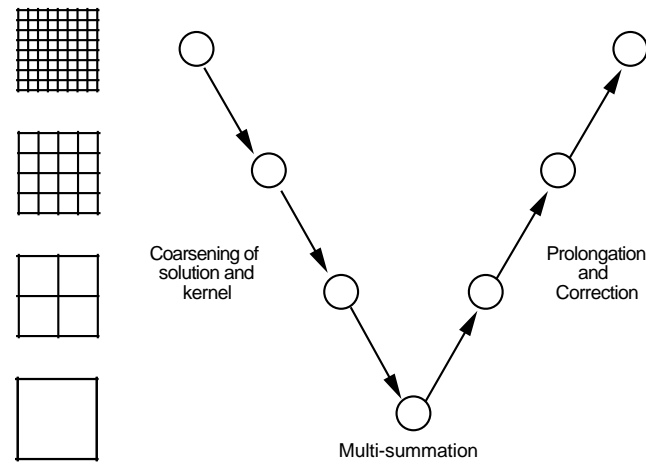 Coarsening of
solution and
kernel
Prolongation
and
Correction
Multi-summation